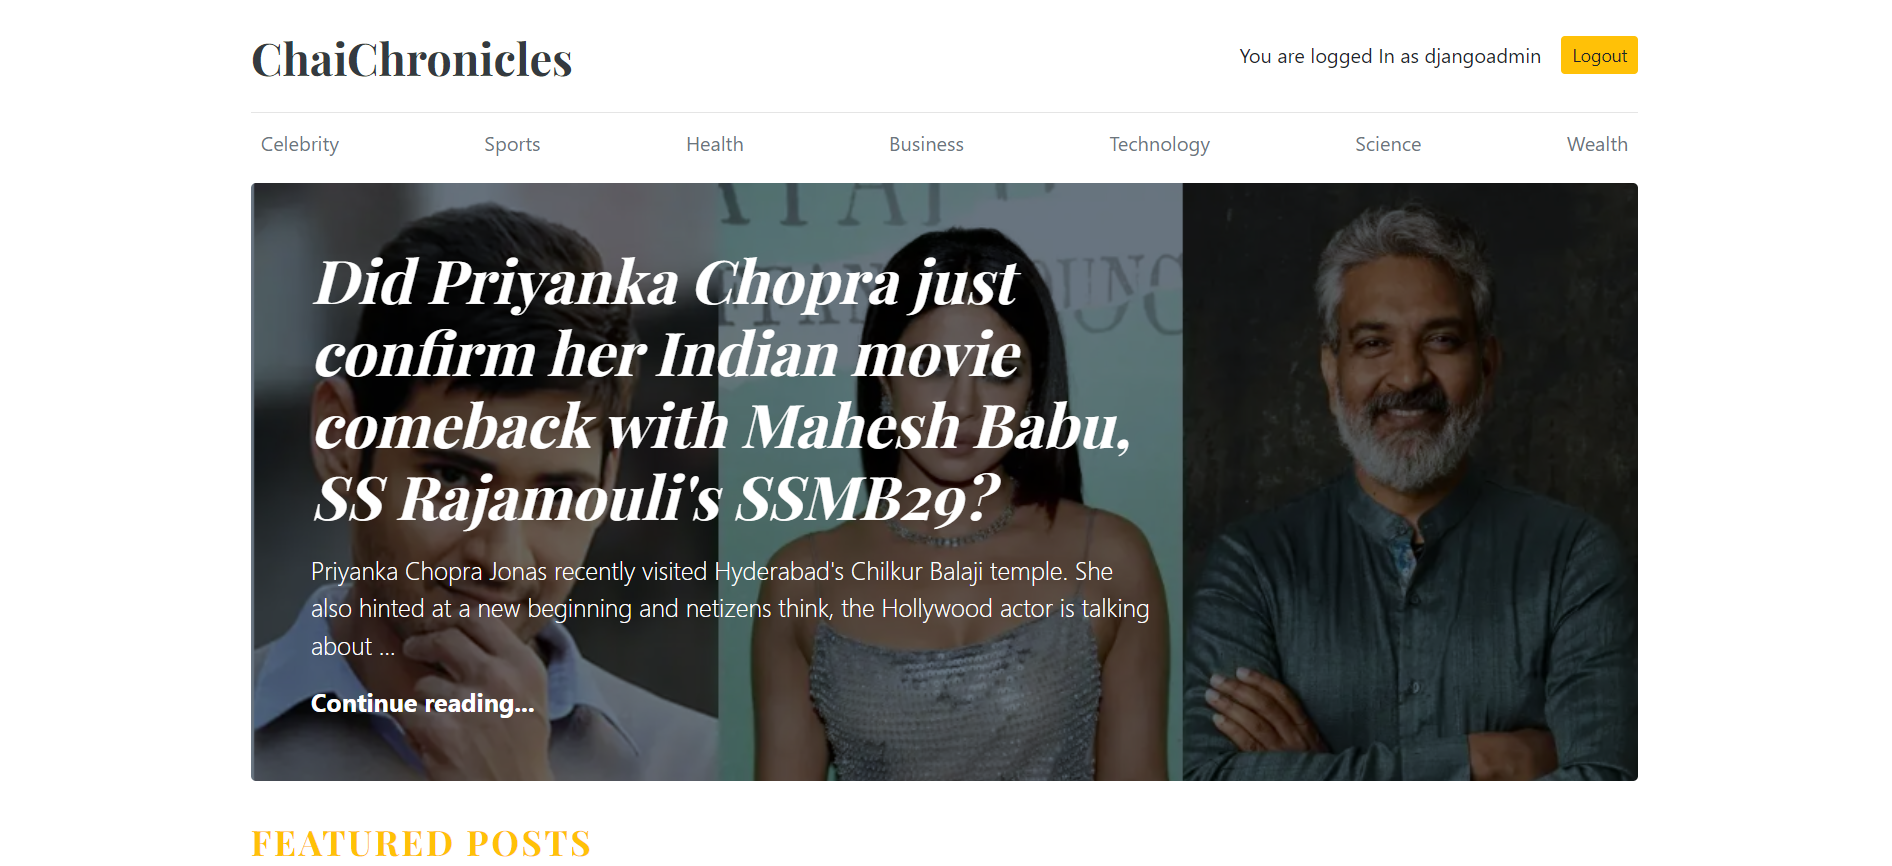 ChaiChronicles
You are logged In as djangoadmin
Logout
Celebrity Sports Health Business Technology Science Wealth
Did Priyanka Chopra just
confirm her Indian movie
comeback with Mahesh Babu,
SS Rajamouli's SSMB29?
Priyanka Chopra Jonas recently visited Hyderabad's Chilkur Balaji temple. She
also hinted at a new beginning and netizens think, the Hollywood actor is talking
about ...
Continue reading...
FEATURED POSTS